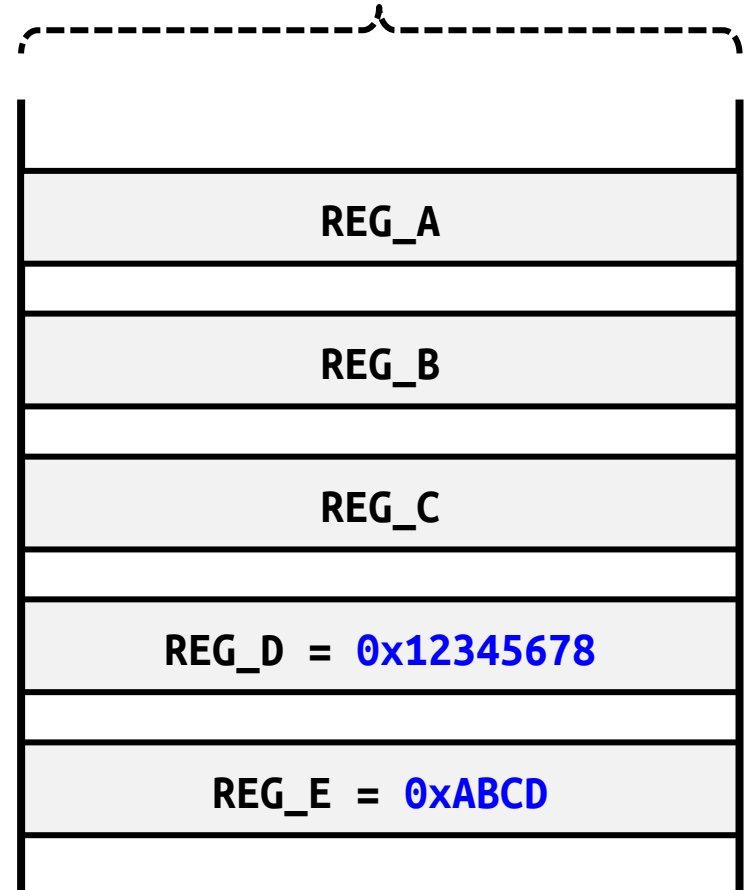 REG_A
REG_B
REG_C
REG_D = 0x12345678
REG_E = 0xABCD